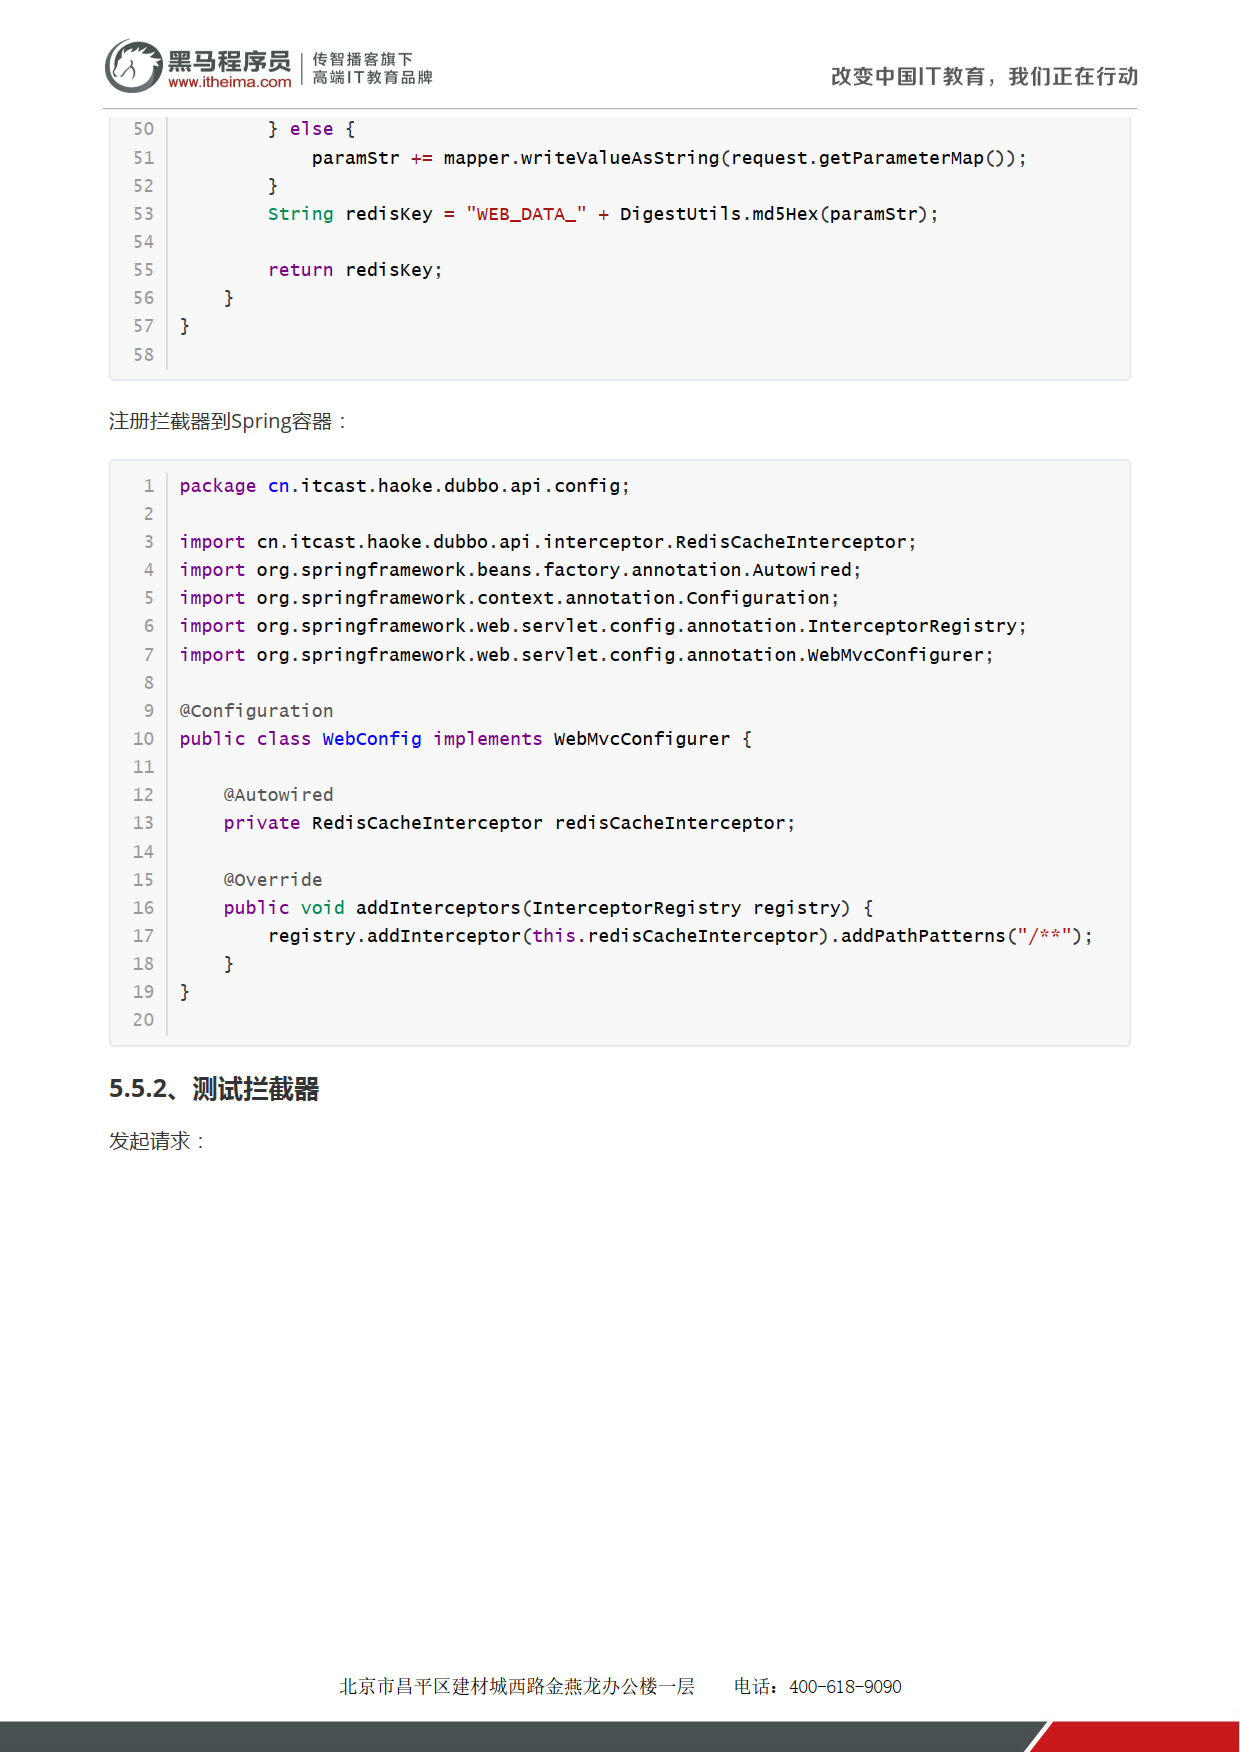 黑马程序员
www.itheima.com
传智播客旗下
高端IT教育品牌
改变中国IT教育，我们正在行动
50         } else {
51             paramStr += mapper.writeValueAsString(request.getParameterMap());
52         }
53         String redisKey = "WEB_DATA_" + DigestUtils.md5Hex(paramStr);
54
55         return redisKey;
56     }
57 }
58
注册拦截器到Spring容器：
1 package cn.itcast.haoke.dubbo.api.config;
2
3 import cn.itcast.haoke.dubbo.api.interceptor.RedisCacheInterceptor;
4 import org.springframework.beans.factory.annotation.Autowired;
5 import org.springframework.context.annotation.Configuration;
6 import org.springframework.web.servlet.config.annotation.InterceptorRegistry;
7 import org.springframework.web.servlet.config.annotation.WebMvcConfigurer;
8
9 @Configuration
10 public class WebConfig implements WebMvcConfigurer {
11
12     @Autowired
13     private RedisCacheInterceptor redisCacheInterceptor;
14
15     @Override
16     public void addInterceptors(InterceptorRegistry registry) {
17         registry.addInterceptor(this.redisCacheInterceptor).addPathPatterns("/**");
18     }
19 }
20
5.5.2、测试拦截器
发起请求：
北京市昌平区建材城西路金燕龙办公楼一层 电话：400-618-9090